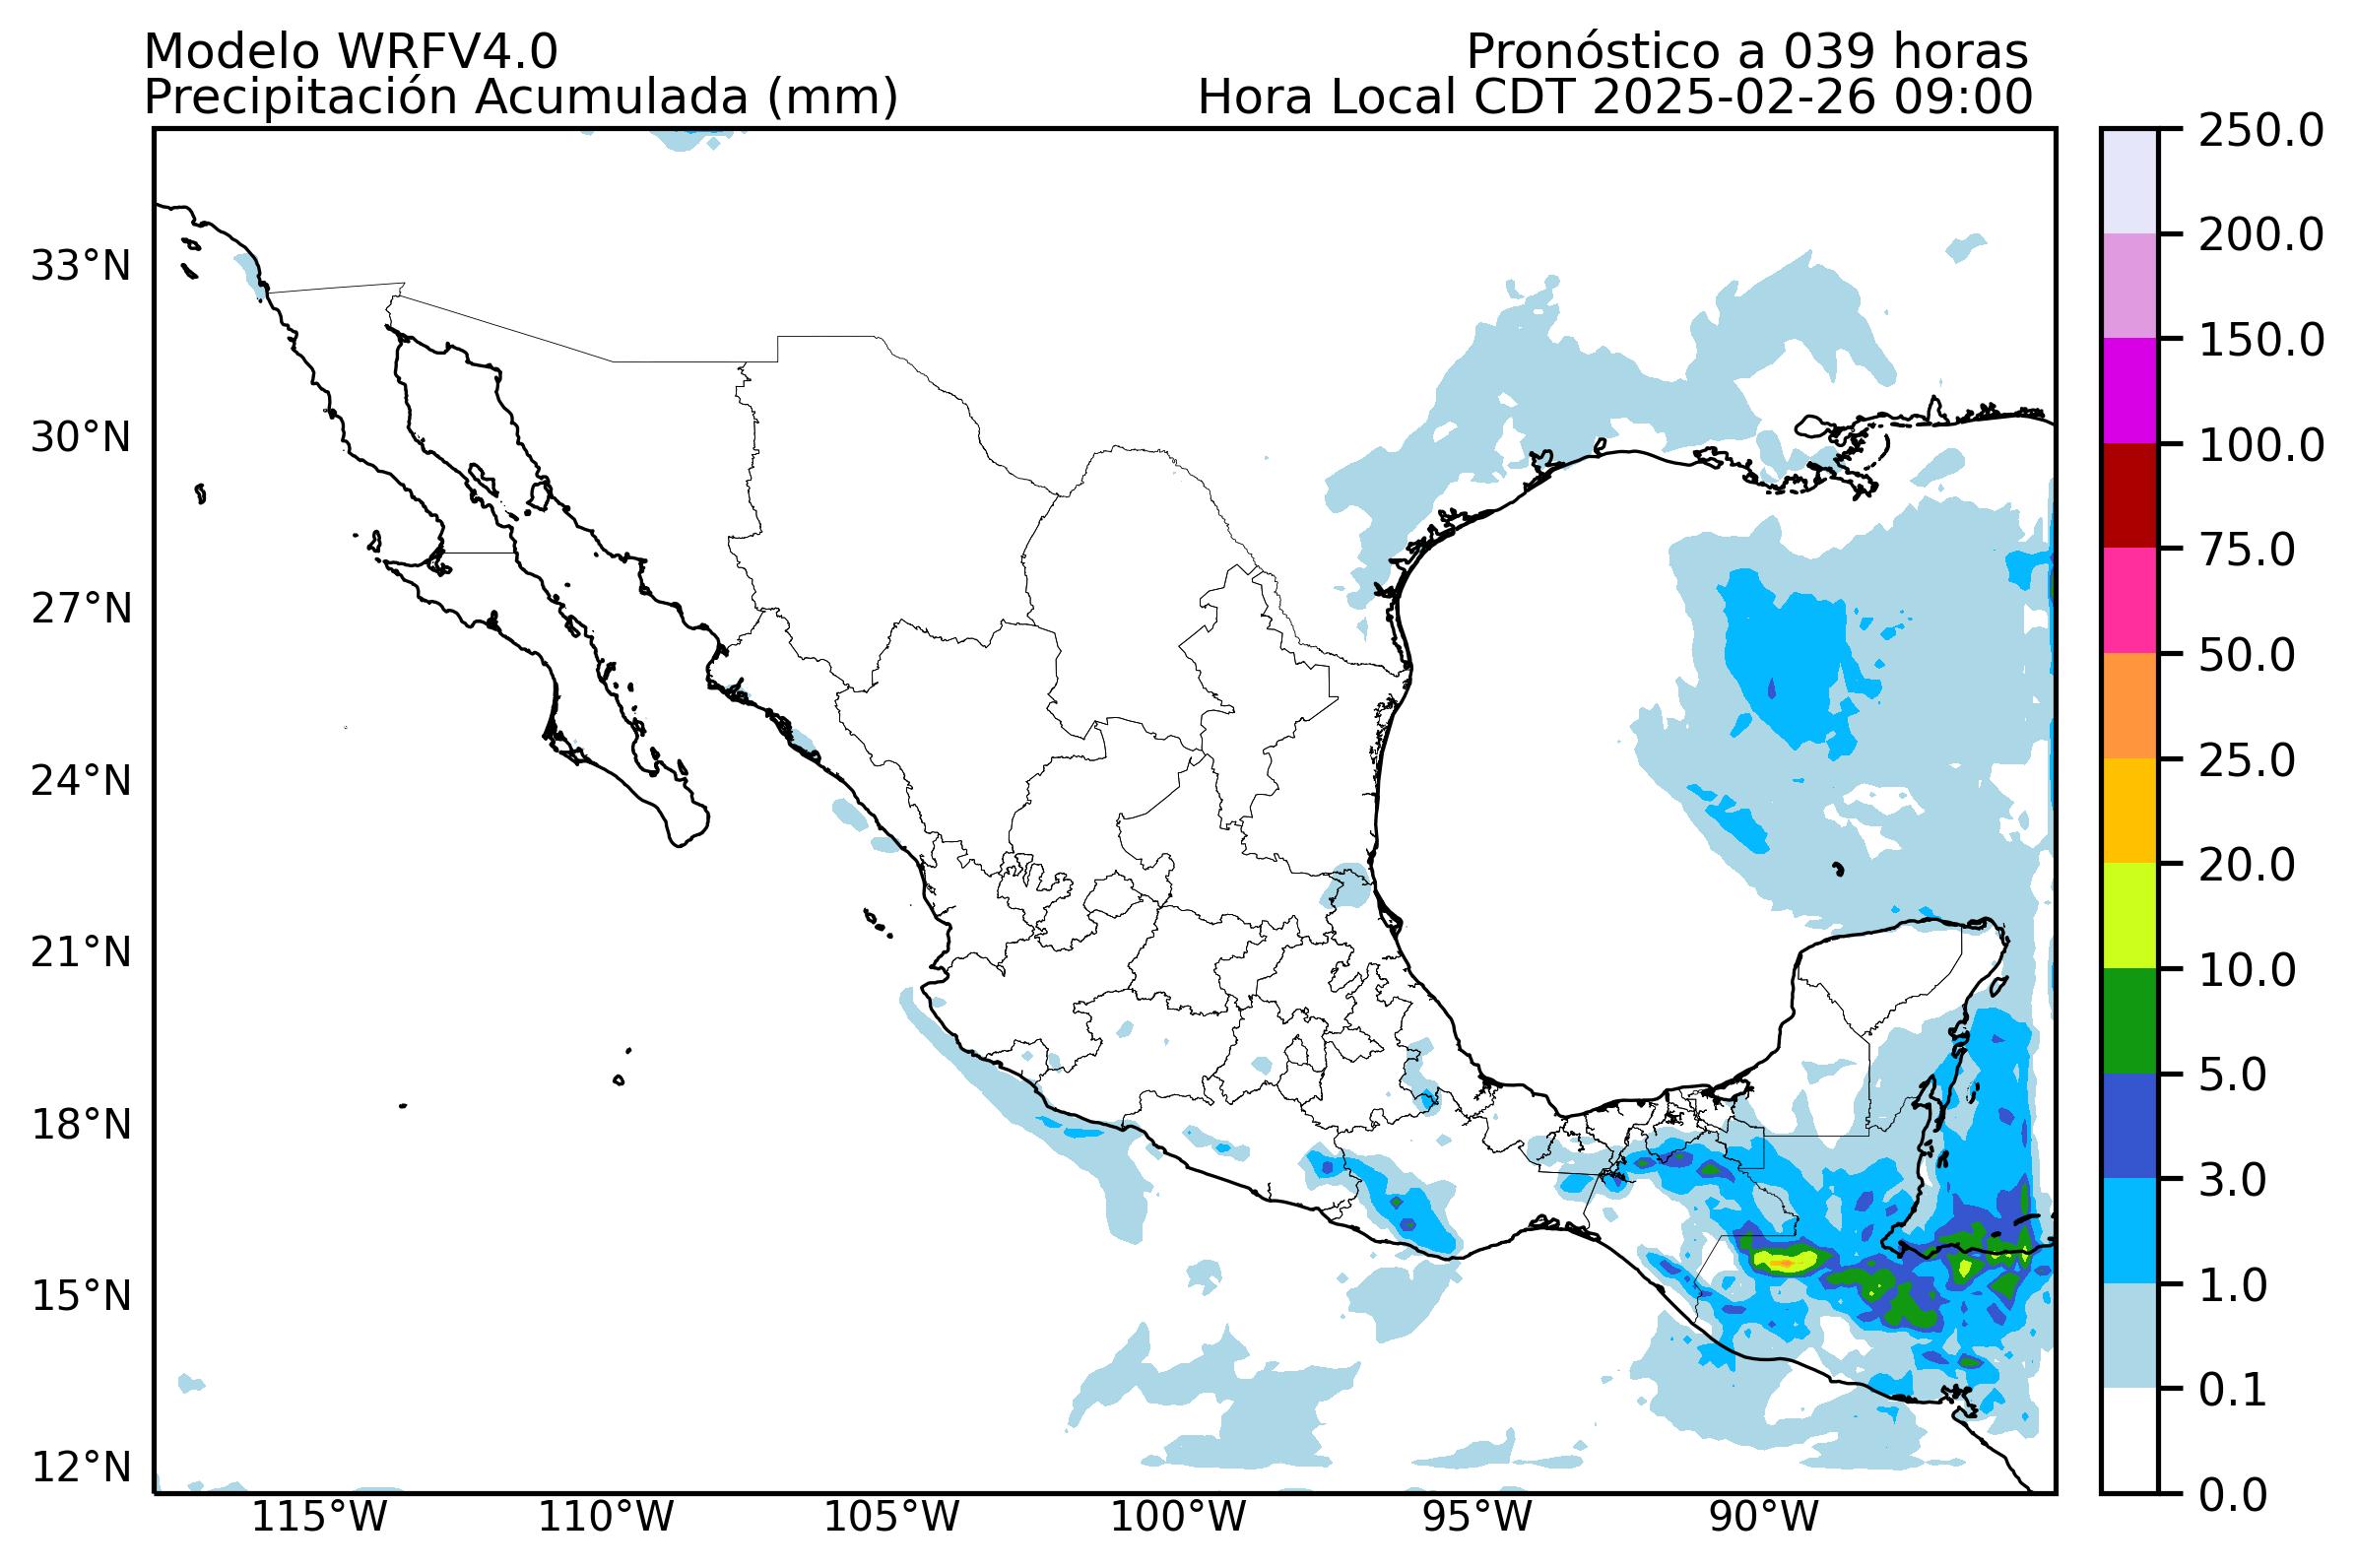 Modelo WRFV4.0
Pronóstico a 039 horas
Precipitación Acumulada (mm)
Hora Local CDT 2025-02-26 09:00
33°N
30°N
27°N
24°N
21°N
18°N
15°N
12°N
115°W
110°W
105°W
100°W
95°W
90°W
250.0
200.0
150.0
100.0
75.0
50.0
25.0
20.0
10.0
5.0
3.0
1.0
0.1
0.0